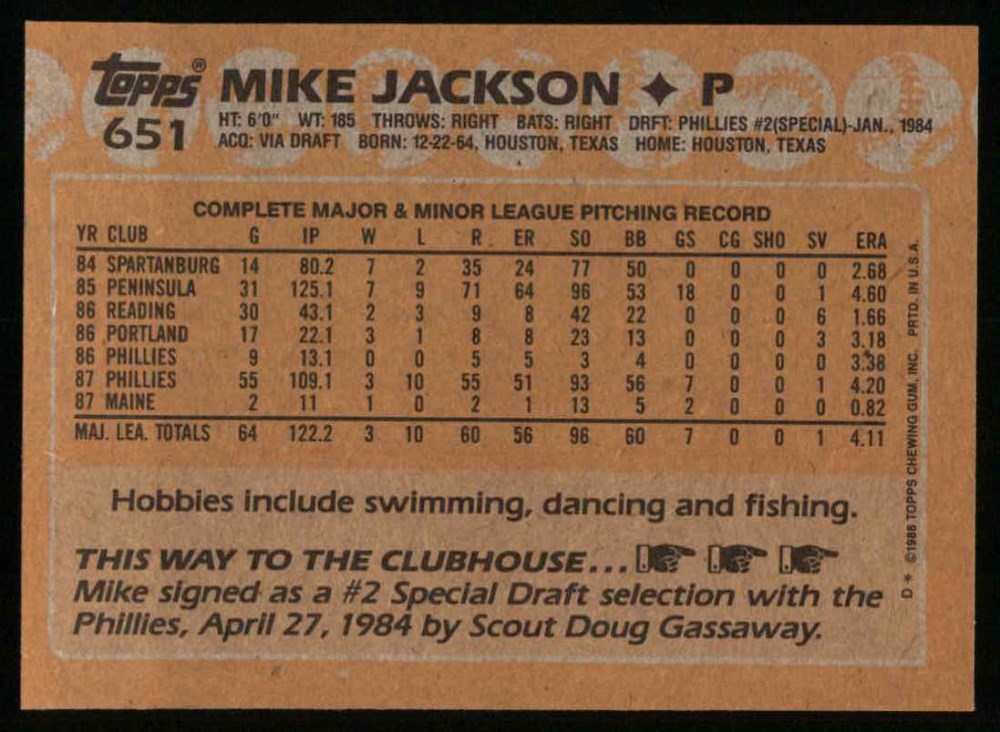 topps® MIKE JACKSON ✦ P
651 HT: 6'0" WT: 185 THROWS: RIGHT BATS: RIGHT DRFT: PHILLIES #2(SPECIAL)-JAN., 1984
ACQ: VIA DRAFT BORN: 12-22-64, HOUSTON, TEXAS HOME: HOUSTON, TEXAS
COMPLETE MAJOR & MINOR LEAGUE PITCHING RECORD
YR CLUB G IP W L R ER SO BB GS CG SHO SV ERA
84 SPARTANBURG 14 80.2 7 2 35 24 77 50 0 0 0 0 2.68
85 PENINSULA 31 125.1 7 9 71 64 96 53 18 0 0 1 4.60
86 READING 30 43.1 2 3 9 8 42 22 0 0 0 6 1.66
86 PORTLAND 17 22.1 3 1 8 8 23 13 0 0 0 3 3.18
86 PHILLIES 9 13.1 0 0 5 5 3 4 0 0 0 0 3.38
87 PHILLIES 55 109.1 3 10 55 51 93 56 7 0 0 1 4.20
87 MAINE 2 11 1 0 2 1 13 5 2 0 0 0 0.82
MAJ. LEA. TOTALS 64 122.2 3 10 60 56 96 60 7 0 0 1 4.11
Hobbies include swimming, dancing and fishing.
THIS WAY TO THE CLUBHOUSE...
Mike signed as a #2 Special Draft selection with the
Phillies, April 27, 1984 by Scout Doug Gassaway.
D* ©1988 TOPPS CHEWING GUM, INC. PRTD. IN U.S.A.